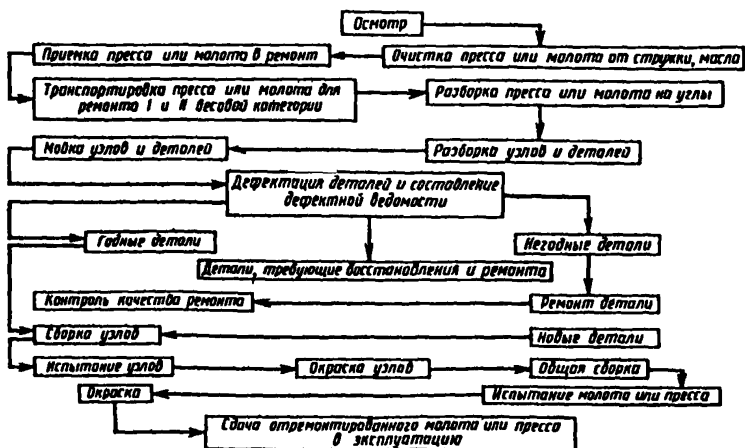 Осмотр
Приемка пресса или молота в ремонт
Очистка пресса или молота от стружки, масла
Транспортировка пресса или молота для
ремонта I и II весовой категории
Разборка пресса или молота на углы
Мойка узлов и деталей
Разборка узлов и деталей
Дефектация деталей и составление
дефектной ведомости
Годные детали
Негодные детали
Детали, требующие восстановления и ремонта
Контроль качества ремонта
Ремонт детали
Сборка узлов
Новые детали
Испытание узлов
Окраска узлов
Общая сборка
Окраска
Испытание молота или пресса
Сдача отремонтированного молота или пресса
в эксплуатацию